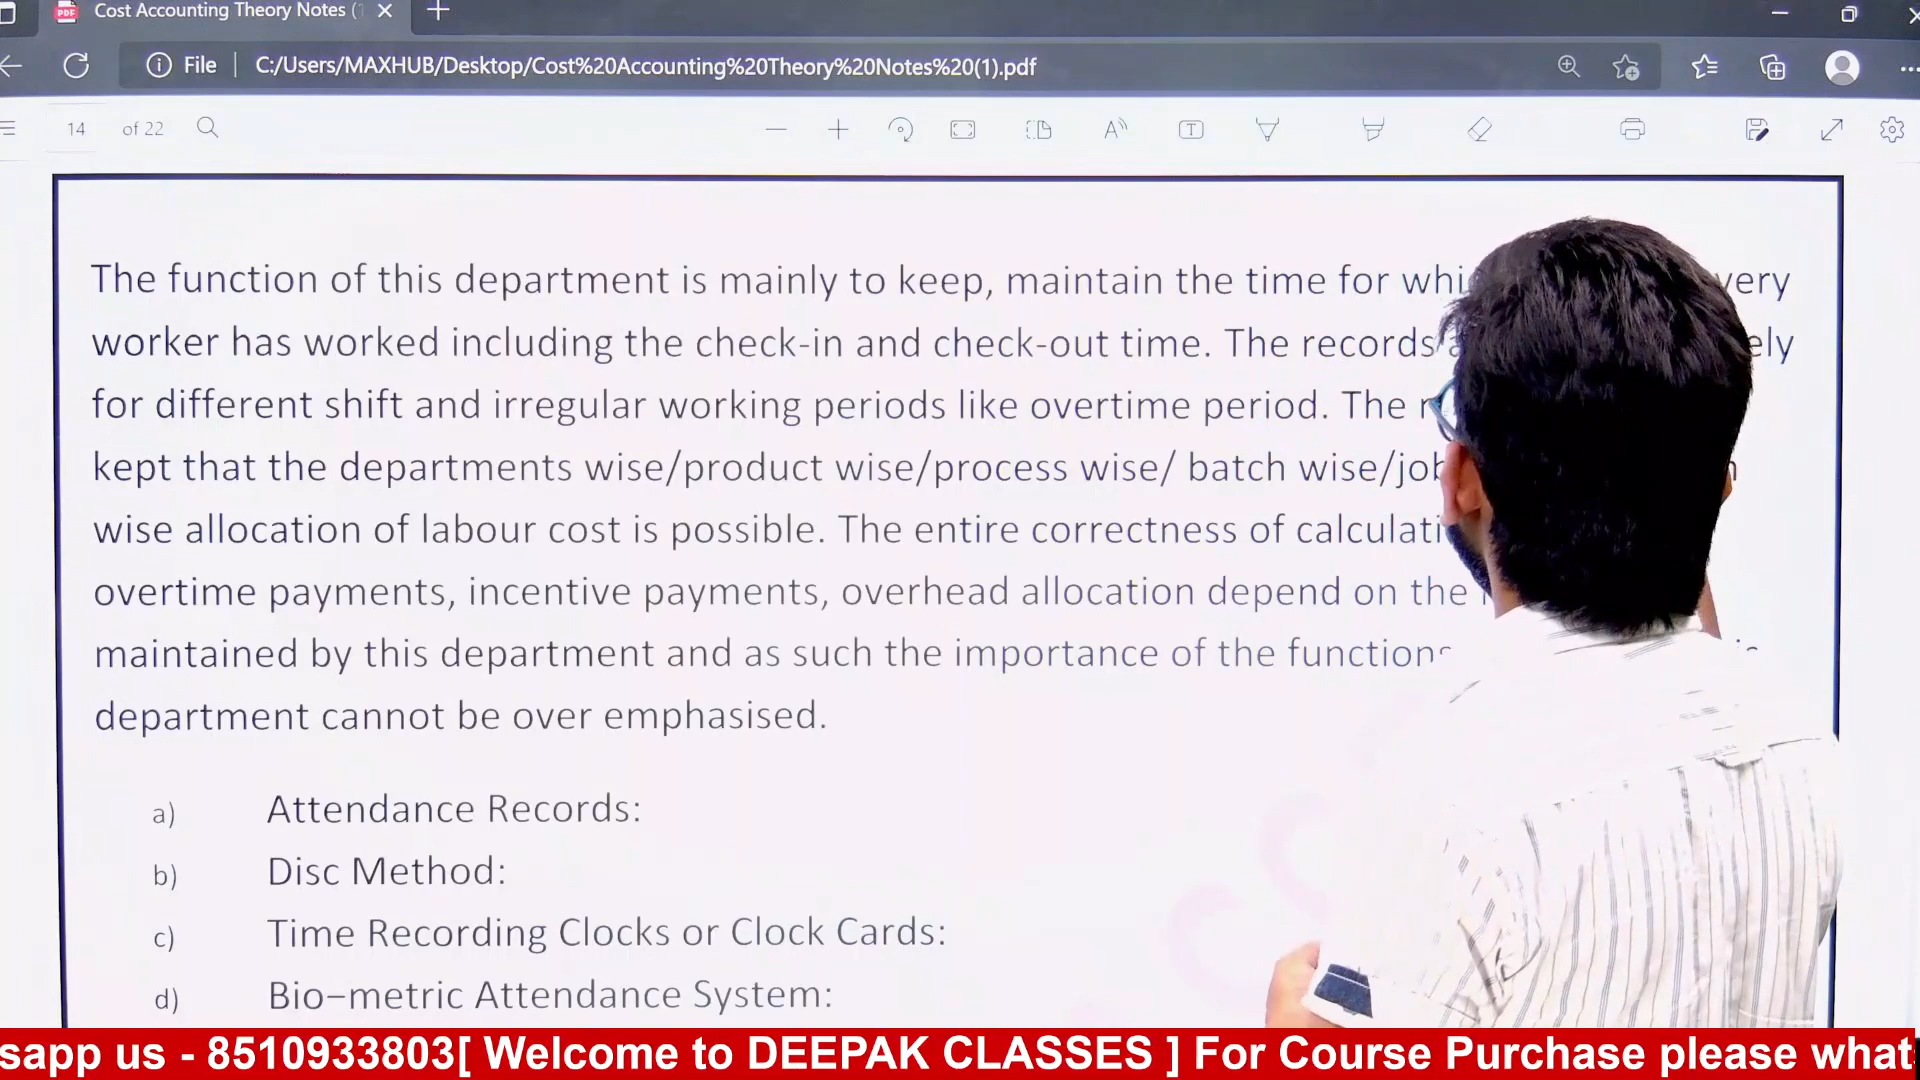 Cost Accounting Theory Notes (
File
C:/Users/MAXHUB/Desktop/Cost%20Accounting%20Theory%20Notes%20(1).pdf
14 of 22
The function of this department is mainly to keep, maintain the time for
worker has worked including the check-in and check-out time. The records
for different shift and irregular working periods like overtime period. The
kept that the departments wise/product wise/process wise/ batch wise/job
wise allocation of labour cost is possible. The entire correctness of
overtime payments, incentive payments, overhead allocation depend on the
maintained by this department and as such the importance of the functions
department cannot be over emphasised.
a) Attendance Records:
b) Disc Method:
c) Time Recording Clocks or Clock Cards:
d) Bio–metric Attendance System:
sapp us - 8510933803[ Welcome to DEEPAK CLASSES ] For Course Purchase please what